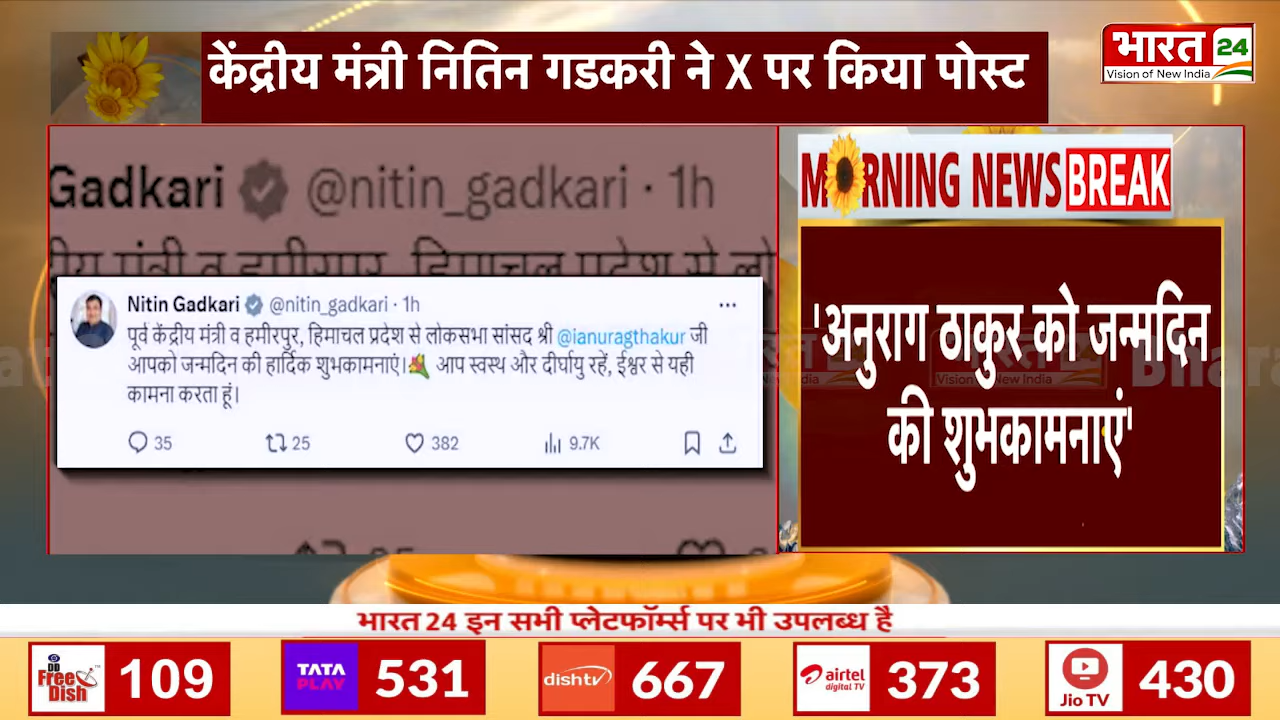 केंद्रीय मंत्री नितिन गडकरी ने X पर किया पोस्ट
भारत 24
Vision of New India
Gadkari @nitin_gadkari · 1h
Nitin Gadkari @nitin_gadkari · 1h
पूर्व केंद्रीय मंत्री व हमीरपुर, हिमाचल प्रदेश से लोकसभा सांसद श्री @ianuragthakur जी
आपको जन्मदिन की हार्दिक शुभकामनाएं।💐 आप स्वस्थ और दीर्घायु रहें, ईश्वर से यही
कामना करता हूं।
35 25 382 9.7K
MORNING NEWS BREAK
'अनुराग ठाकुर को जन्मदिन
की शुभकामनाएं'
भारत 24 इन सभी प्लेटफॉर्म्स पर भी उपलब्ध है
DD Free Dish 109
TATA PLAY 531
dishtv 667
airtel digital TV 373
Jio TV 430